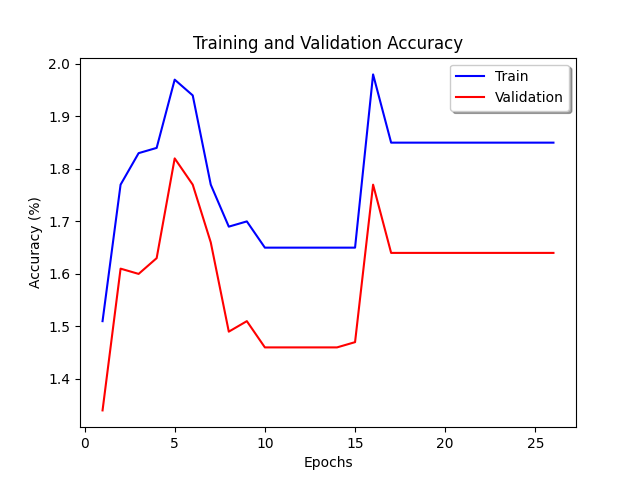 Training and Validation Accuracy
Train
Validation
Accuracy (%)
2.0
1.9
1.8
1.7
1.6
1.5
1.4
0 5 10 15 20 25
Epochs